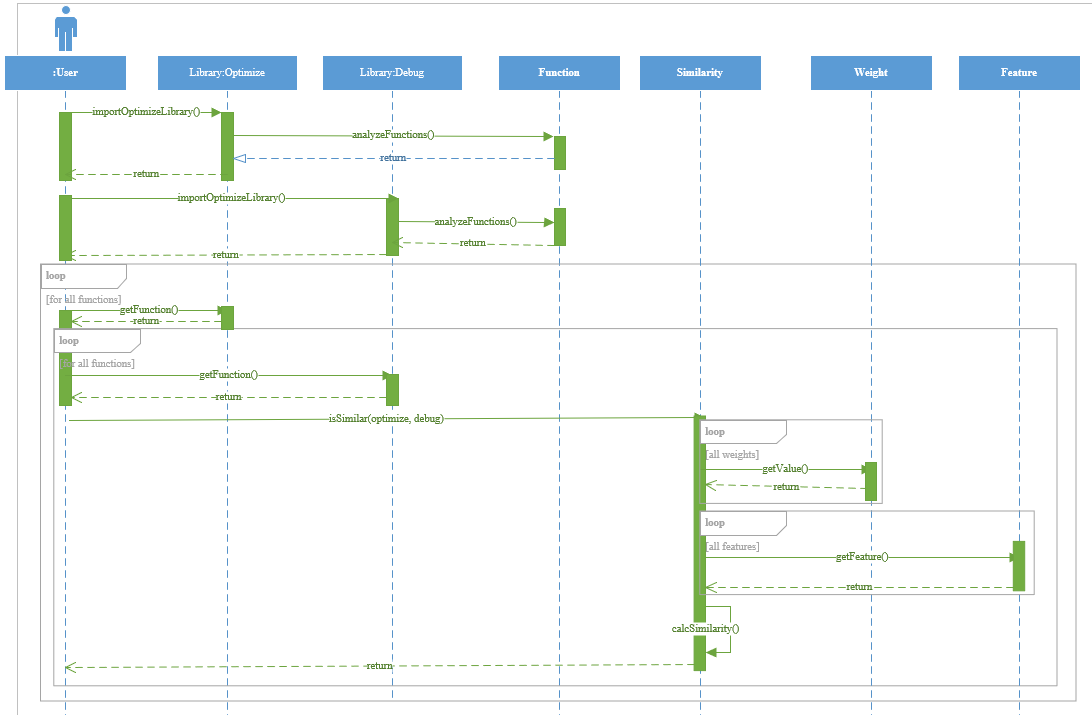 :User
Library:Optimize
Library:Debug
Function
Similarity
Weight
Feature
importOptimizeLibrary()
analyzeFunctions()
return
return
importOptimizeLibrary()
analyzeFunctions()
return
return
loop
[for all functions]
getFunction()
return
loop
[for all functions]
getFunction()
return
isSimilar(optimize, debug)
loop
[all weights]
getValue()
return
loop
[all features]
getFeature()
return
calcSimilarity()
return